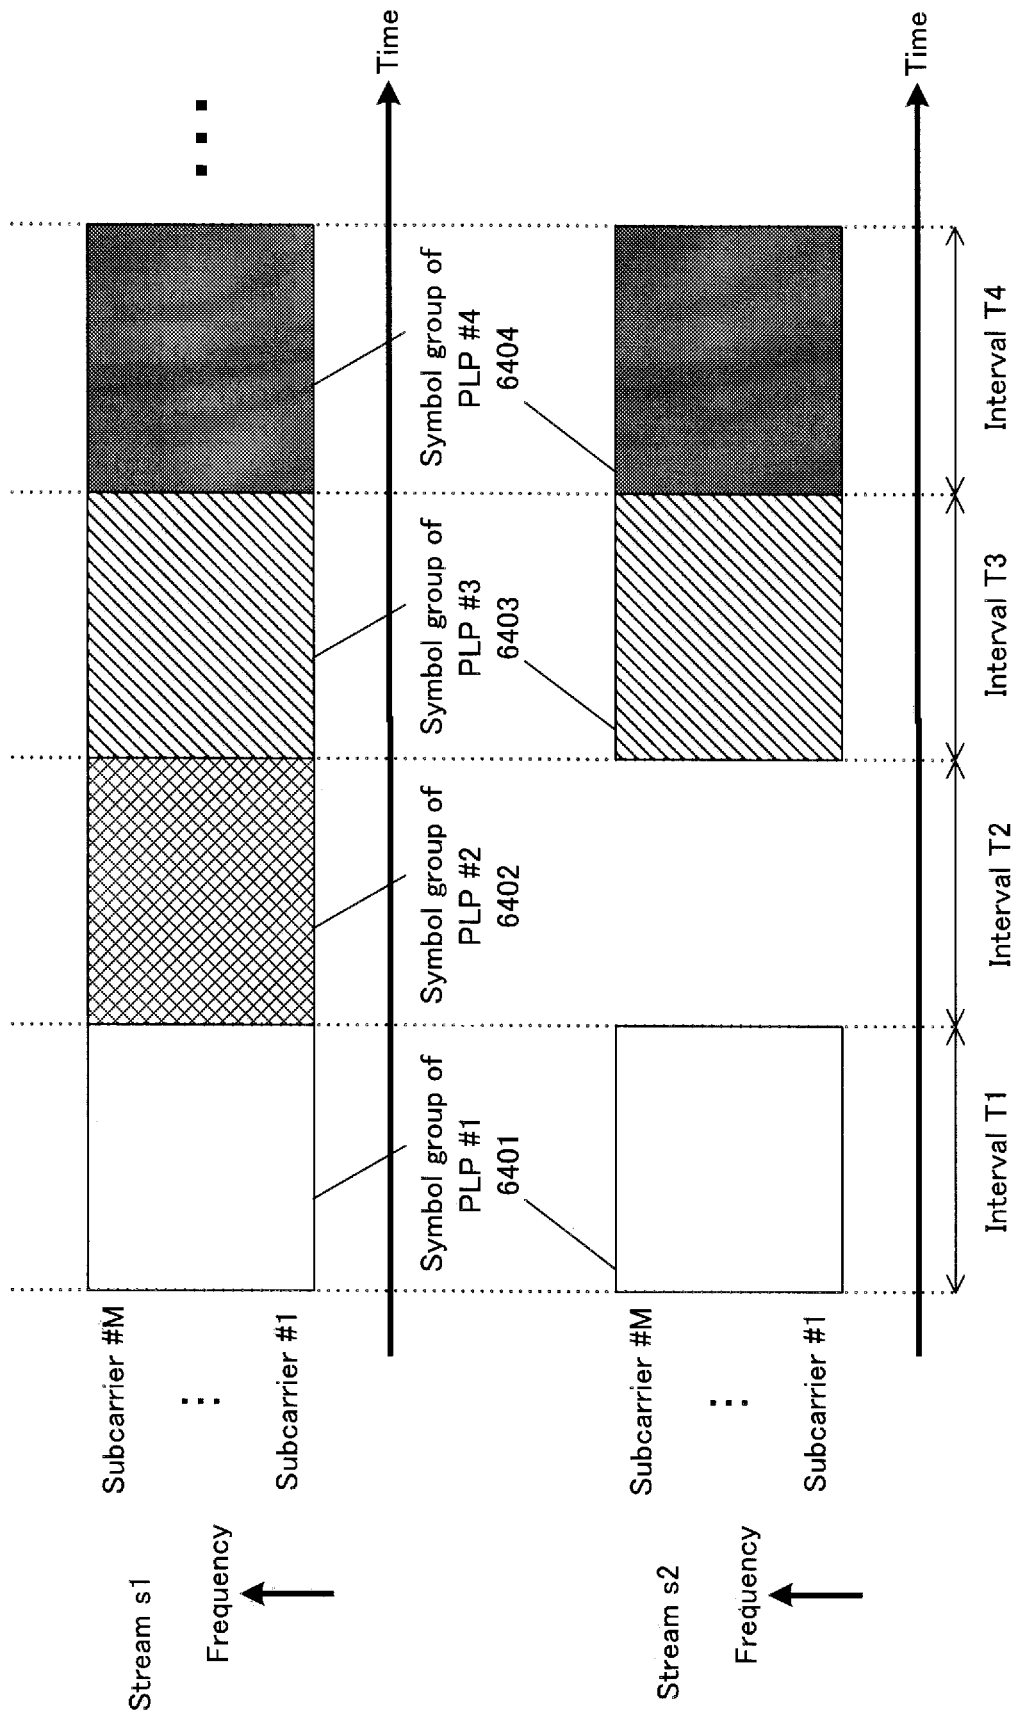 Stream s1
Frequency
Subcarrier #M
⋮
Subcarrier #1
Time
Symbol group of
PLP #1
6401
Symbol group of
PLP #2
6402
Symbol group of
PLP #3
6403
Symbol group of
PLP #4
6404
Stream s2
Frequency
Subcarrier #M
⋮
Subcarrier #1
Time
Interval T1
Interval T2
Interval T3
Interval T4